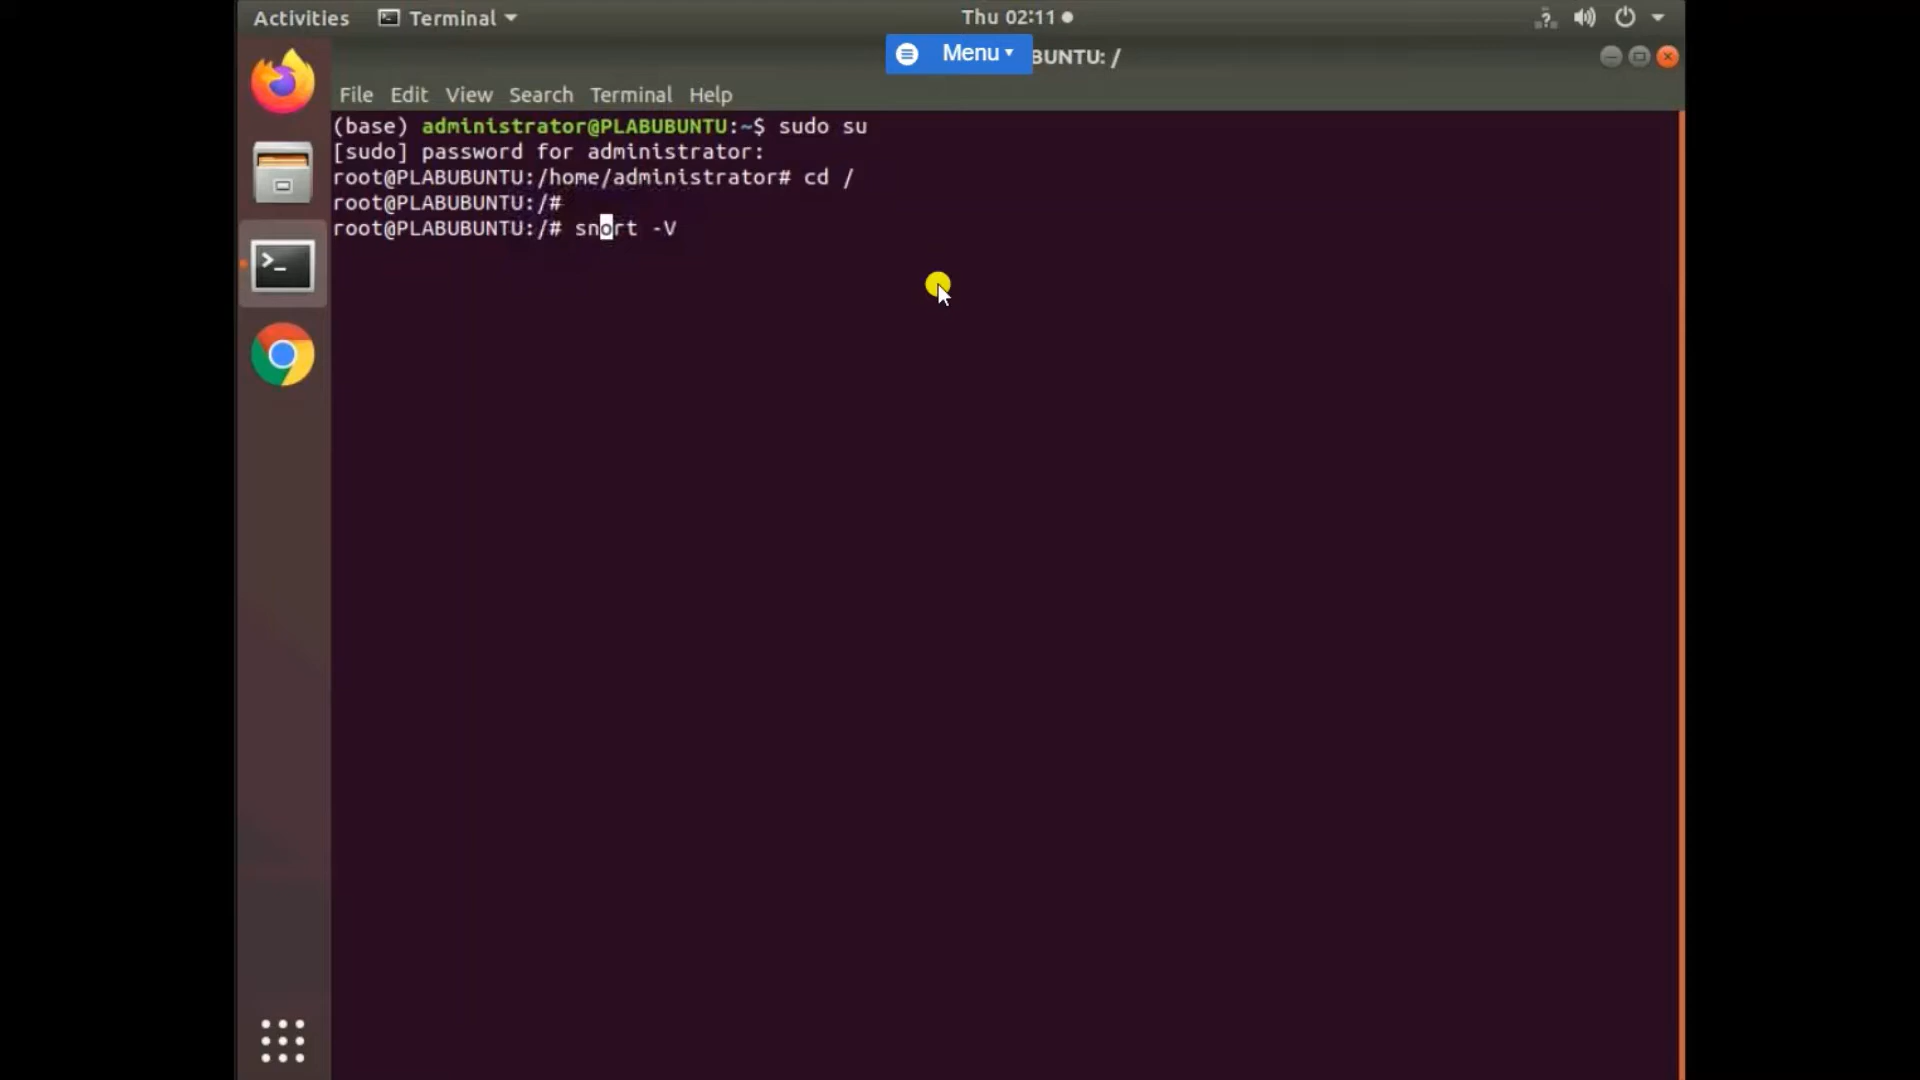 Activities Terminal Thu 02:11
Menu BUNTU: /
File Edit View Search Terminal Help
(base) administrator@PLABUBUNTU:~$ sudo su
[sudo] password for administrator:
root@PLABUBUNTU:/home/administrator# cd /
root@PLABUBUNTU:/#
root@PLABUBUNTU:/# snort -V